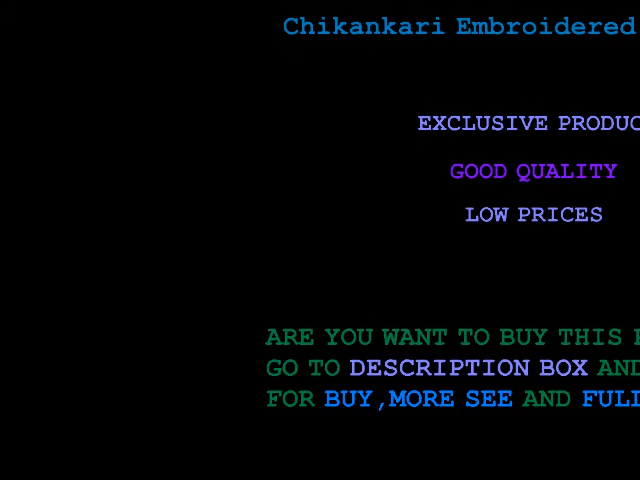 Chikankari Embroidered
EXCLUSIVE PRODUC
GOOD QUALITY
LOW PRICES
ARE YOU WANT TO BUY THIS
GO TO DESCRIPTION BOX AND
FOR BUY,MORE SEE AND FULL